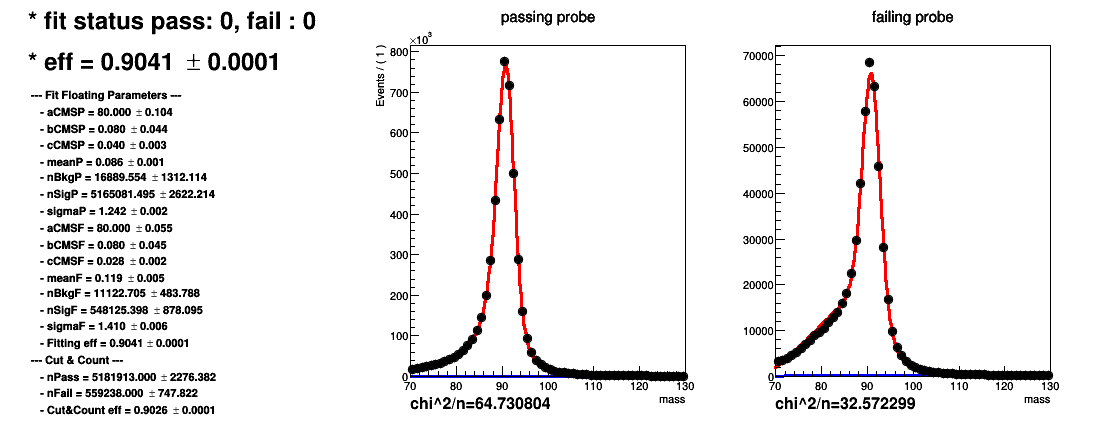 * fit status pass: 0, fail : 0
* eff = 0.9041 ± 0.0001
--- Fit Floating Parameters ---
- aCMSP = 80.000 ± 0.104
- bCMSP = 0.080 ± 0.044
- cCMSP = 0.040 ± 0.003
- meanP = 0.086 ± 0.001
- nBkgP = 16889.554 ± 1312.114
- nSigP = 5165081.495 ± 2622.214
- sigmaP = 1.242 ± 0.002
- aCMSF = 80.000 ± 0.055
- bCMSF = 0.080 ± 0.045
- cCMSF = 0.028 ± 0.002
- meanF = 0.119 ± 0.005
- nBkgF = 11122.705 ± 483.788
- nSigF = 548125.398 ± 878.095
- sigmaF = 1.410 ± 0.006
- Fitting eff = 0.9041 ± 0.0001
--- Cut & Count ---
- nPass = 5181913.000 ± 2276.382
- nFail = 559238.000 ± 747.822
- Cut&Count eff = 0.9026 ± 0.0001
passing probe
×10³
Events / ( 1 )
800
700
600
500
400
300
200
100
0
70 80 90 100 110 120 130
mass
chi^2/n=64.730804
failing probe
70000
60000
50000
40000
30000
20000
10000
0
70 80 90 100 110 120 130
mass
chi^2/n=32.572299